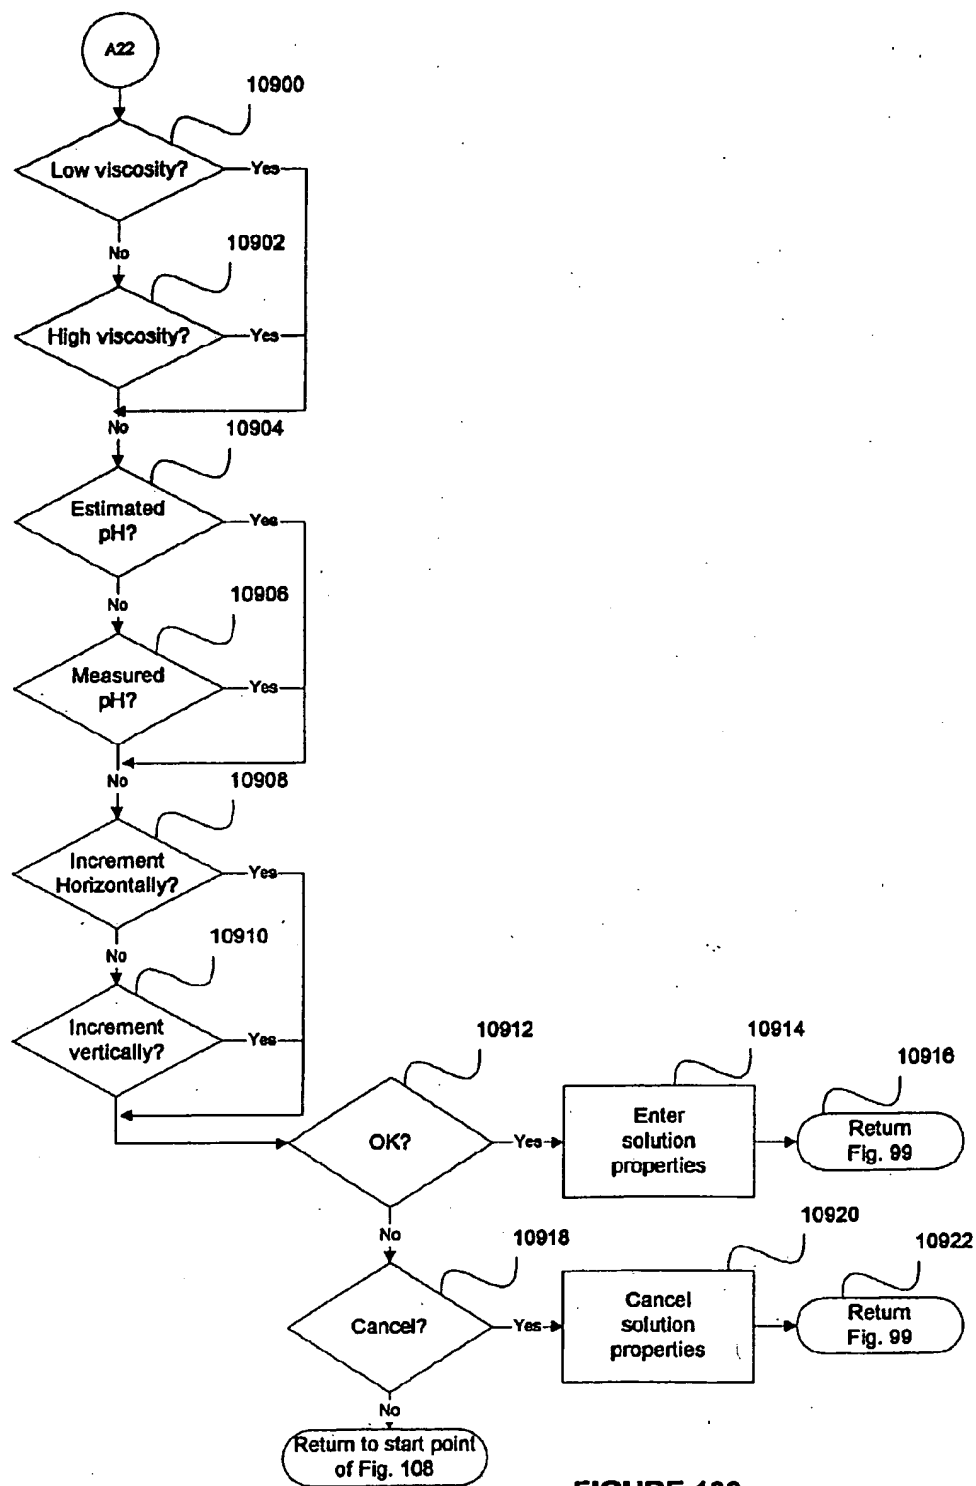 A22
10900
Low viscosity?
Yes
No
10902
High viscosity?
Yes
No
10904
Estimated
pH?
Yes
No
10906
Measured
pH?
Yes
No
10908
Increment
Horizontally?
Yes
No
10910
Increment
vertically?
Yes
10912
OK?
Yes
10914
Enter
solution
properties
10916
Return
Fig. 99
No
10918
Cancel?
Yes
10920
Cancel
solution
properties
10922
Return
Fig. 99
No
Return to start point
of Fig. 108
FIGURE